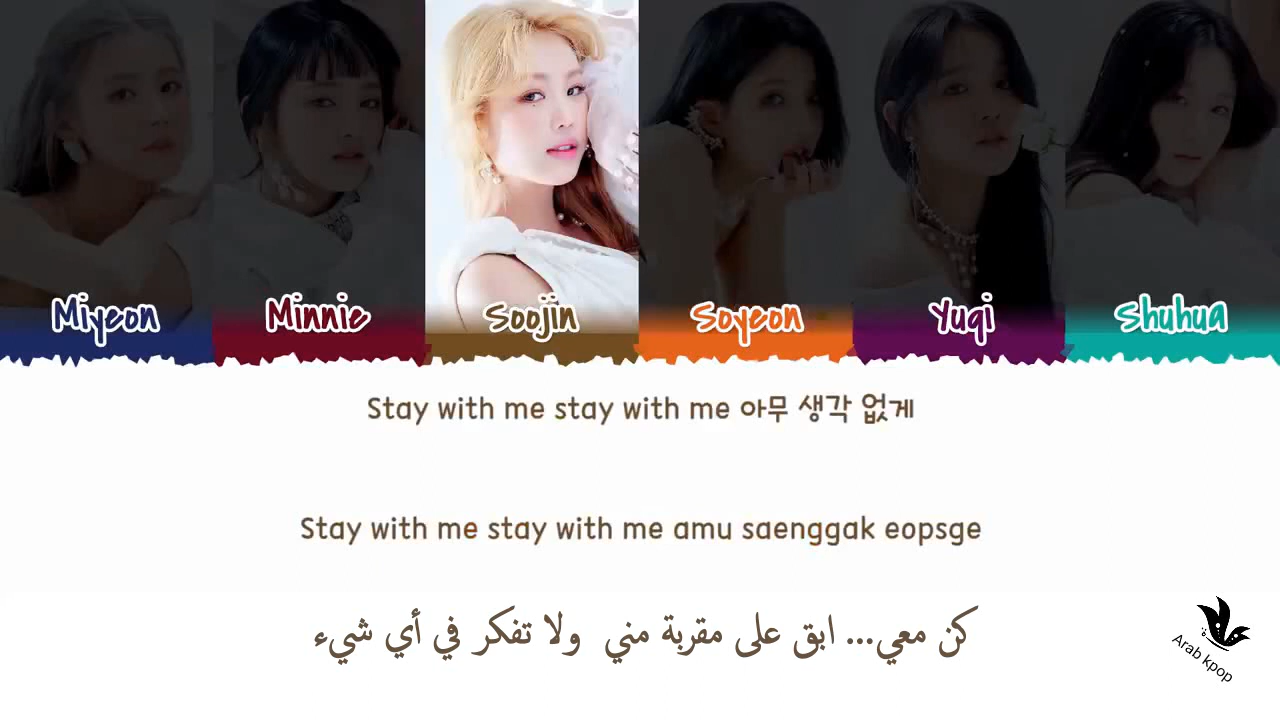 Miyeon Minnie Soojin Soyeon Yuqi Shuhua
Stay with me stay with me 아무 생각 없게
Stay with me stay with me amu saenggak eopsge
كن معي... ابق على مقربة مني ولا تفكر في أي شيء
Arab kpop